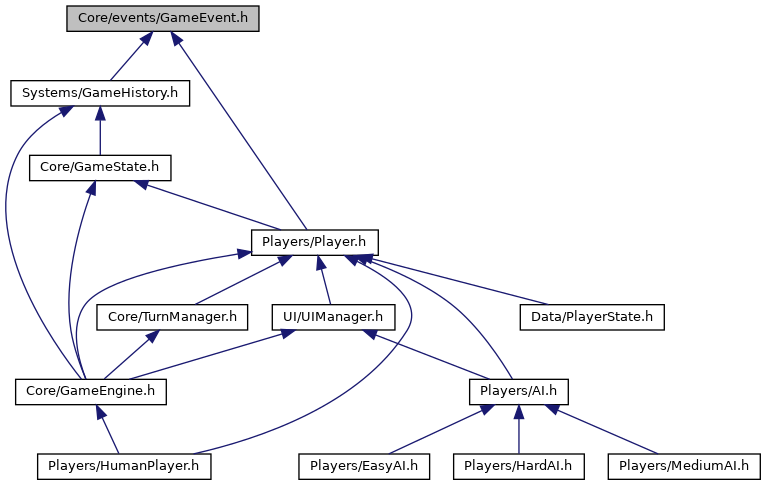 Core/events/GameEvent.h
Systems/GameHistory.h
Core/GameState.h
Players/Player.h
Core/TurnManager.h
UI/UIManager.h
Data/PlayerState.h
Core/GameEngine.h
Players/AI.h
Players/HumanPlayer.h
Players/EasyAI.h
Players/HardAI.h
Players/MediumAI.h